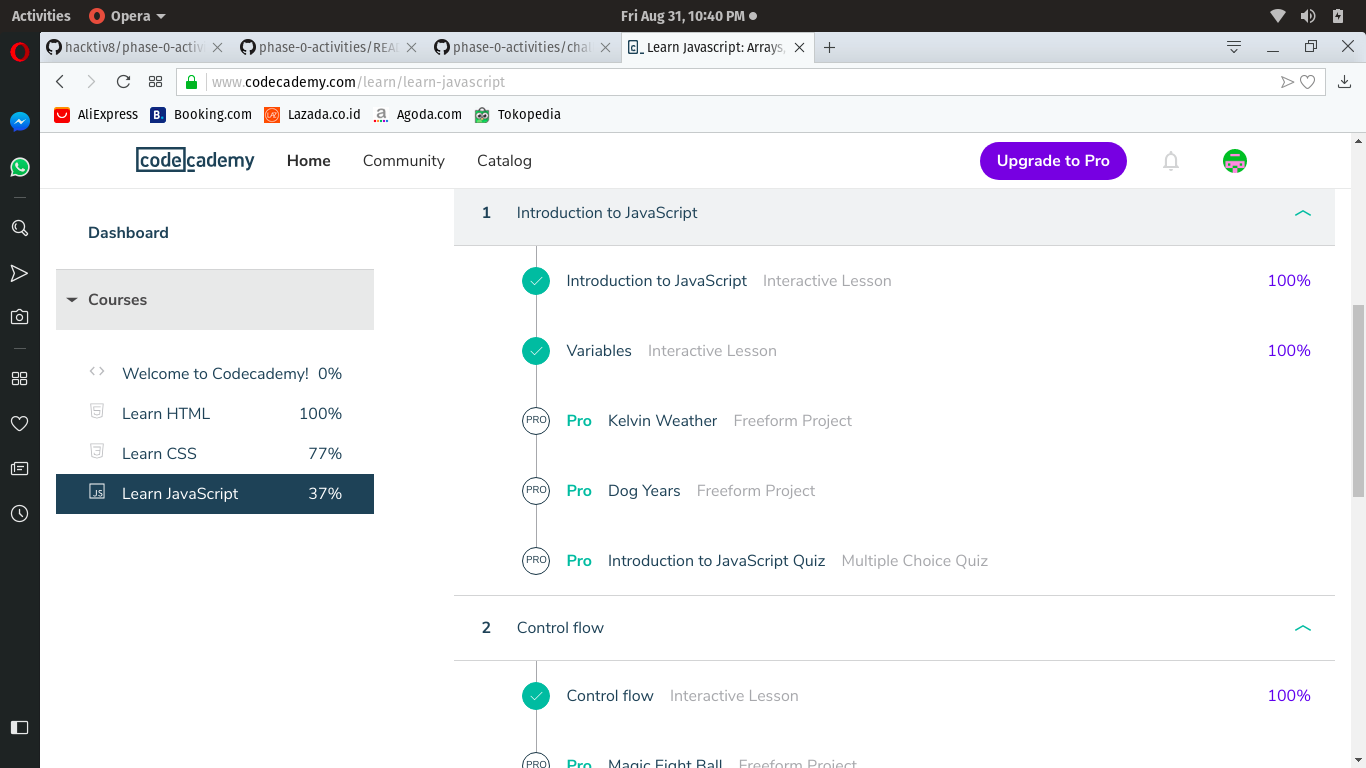 Activities Opera Fri Aug 31, 10:40 PM
hacktiv8/phase-0-activi phase-0-activities/REA phase-0-activities/chal Learn Javascript: Arrays,
www.codecademy.com/learn/learn-javascript
AliExpress B. Booking.com Lazada.co.id a Agoda.com Tokopedia
codecademy Home Community Catalog Upgrade to Pro
Dashboard
Courses
Welcome to Codecademy! 0%
Learn HTML 100%
Learn CSS 77%
JS Learn JavaScript 37%
1 Introduction to JavaScript
Introduction to JavaScript Interactive Lesson 100%
Variables Interactive Lesson 100%
PRO Pro Kelvin Weather Freeform Project
PRO Pro Dog Years Freeform Project
PRO Pro Introduction to JavaScript Quiz Multiple Choice Quiz
2 Control flow
Control flow Interactive Lesson 100%
PRO Pro Magic Eight Ball Freeform Project